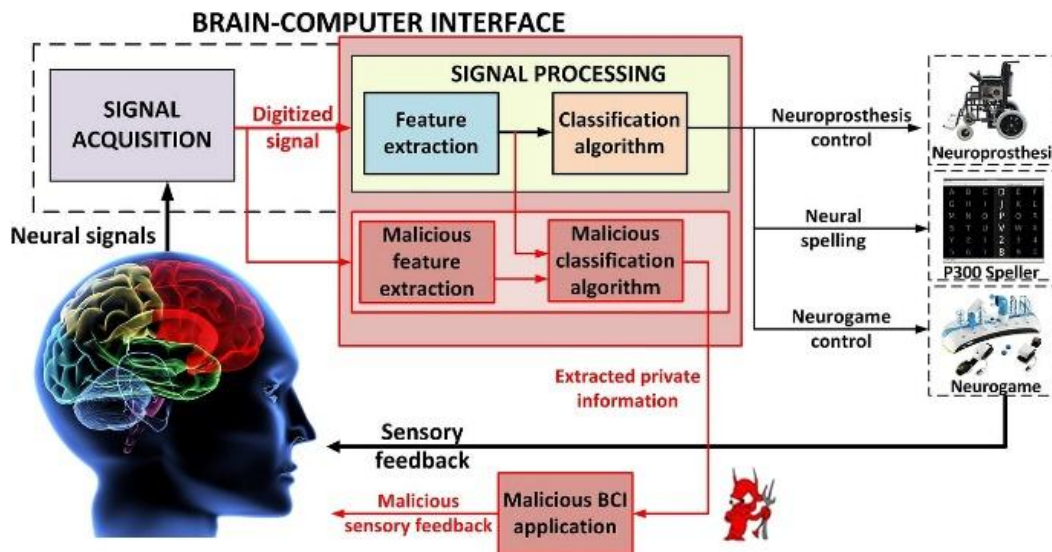 BRAIN-COMPUTER INTERFACE
SIGNAL
ACQUISITION
Digitized
signal
SIGNAL PROCESSING
Feature
extraction
Classification
algorithm
Neuroprosthesis
control
Neuroprosthesi
Neural signals
Malicious
feature
extraction
Malicious
classification
algorithm
Neural
spelling
P300 Speller
Neurogame
control
Neurogame
Extracted private
information
Sensory
feedback
Malicious
sensory feedback
Malicious BCI
application